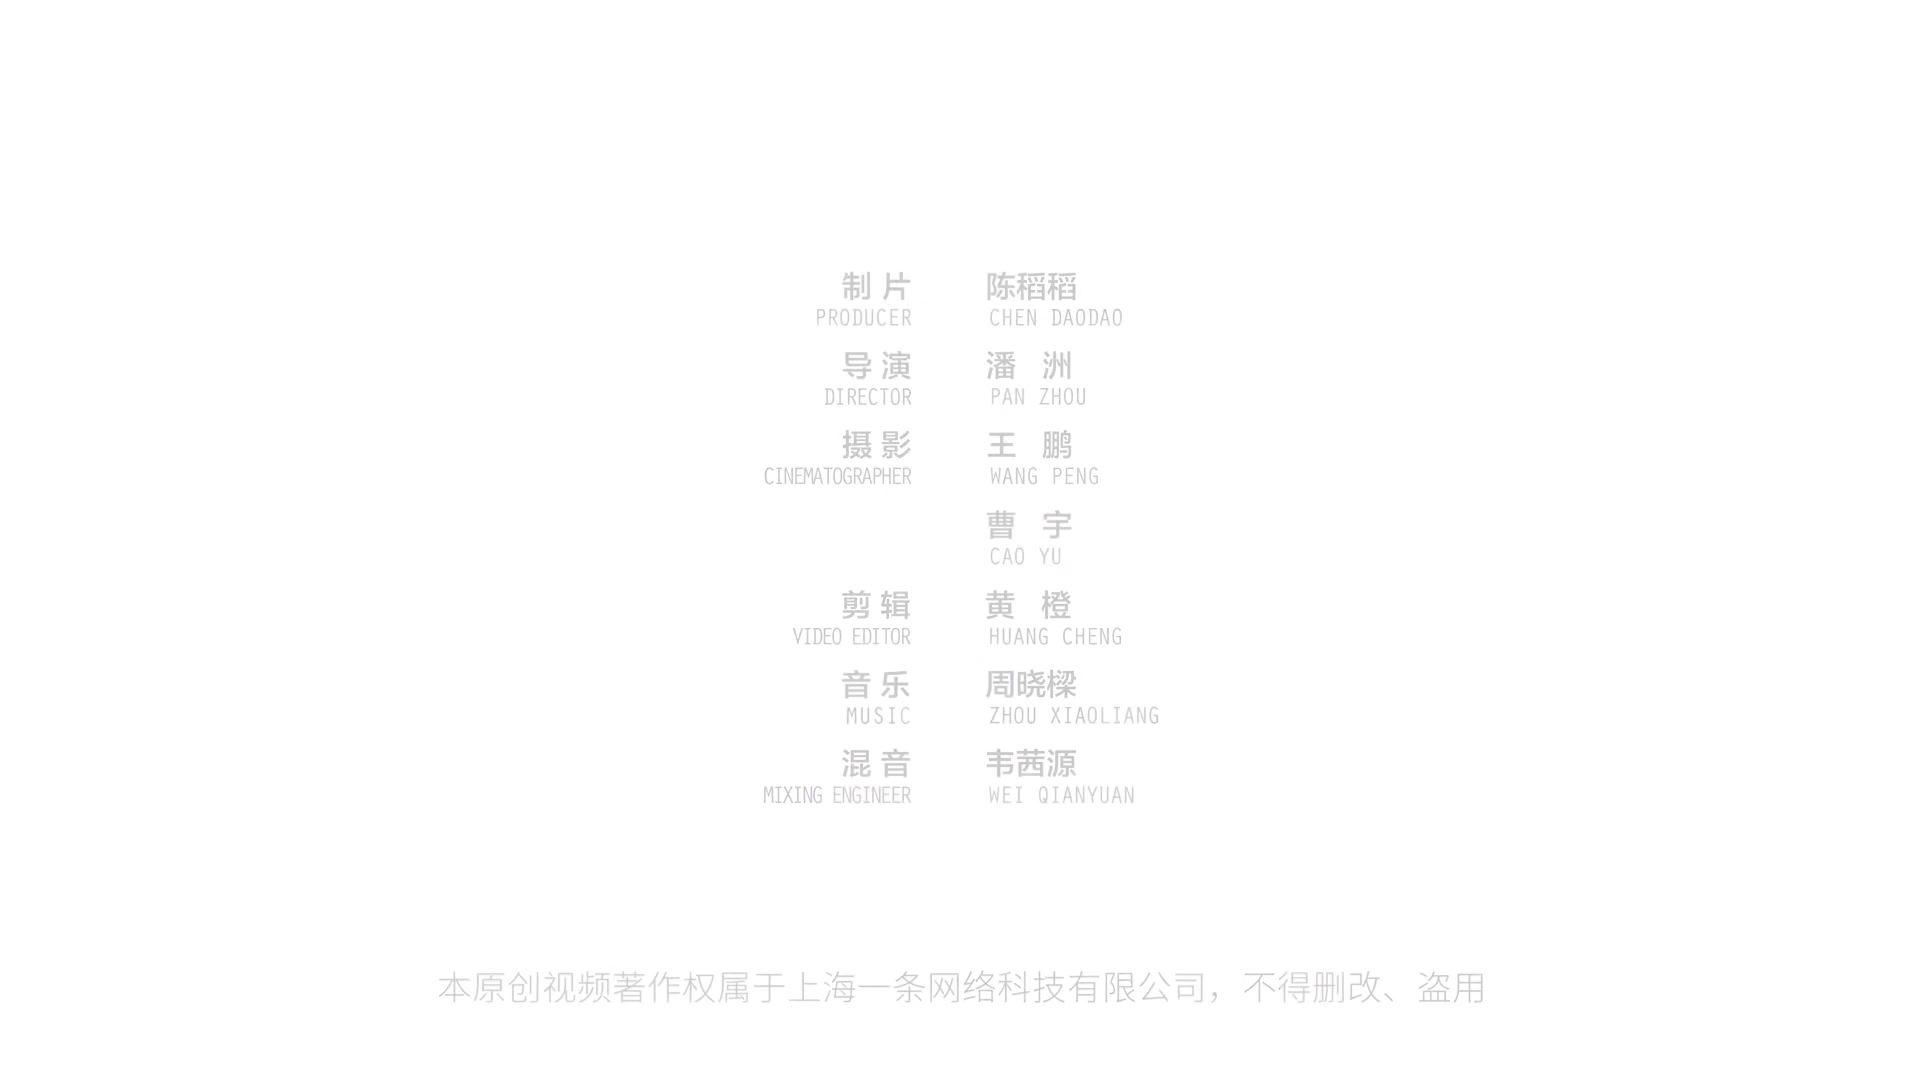 制 片 陈稻稻
PRODUCER CHEN DAODAO
导 演 潘 洲
DIRECTOR PAN ZHOU
摄 影 王 鹏
CINEMATOGRAPHER WANG PENG
曹 宇
CAO YU
剪 辑 黄 橙
VIDEO EDITOR HUANG CHENG
音 乐 周晓樑
MUSIC ZHOU XIAOLIANG
混 音 韦茜源
MIXING ENGINEER WEI QIANYUAN
本原创视频著作权属于上海一条网络科技有限公司，不得删改、盗用